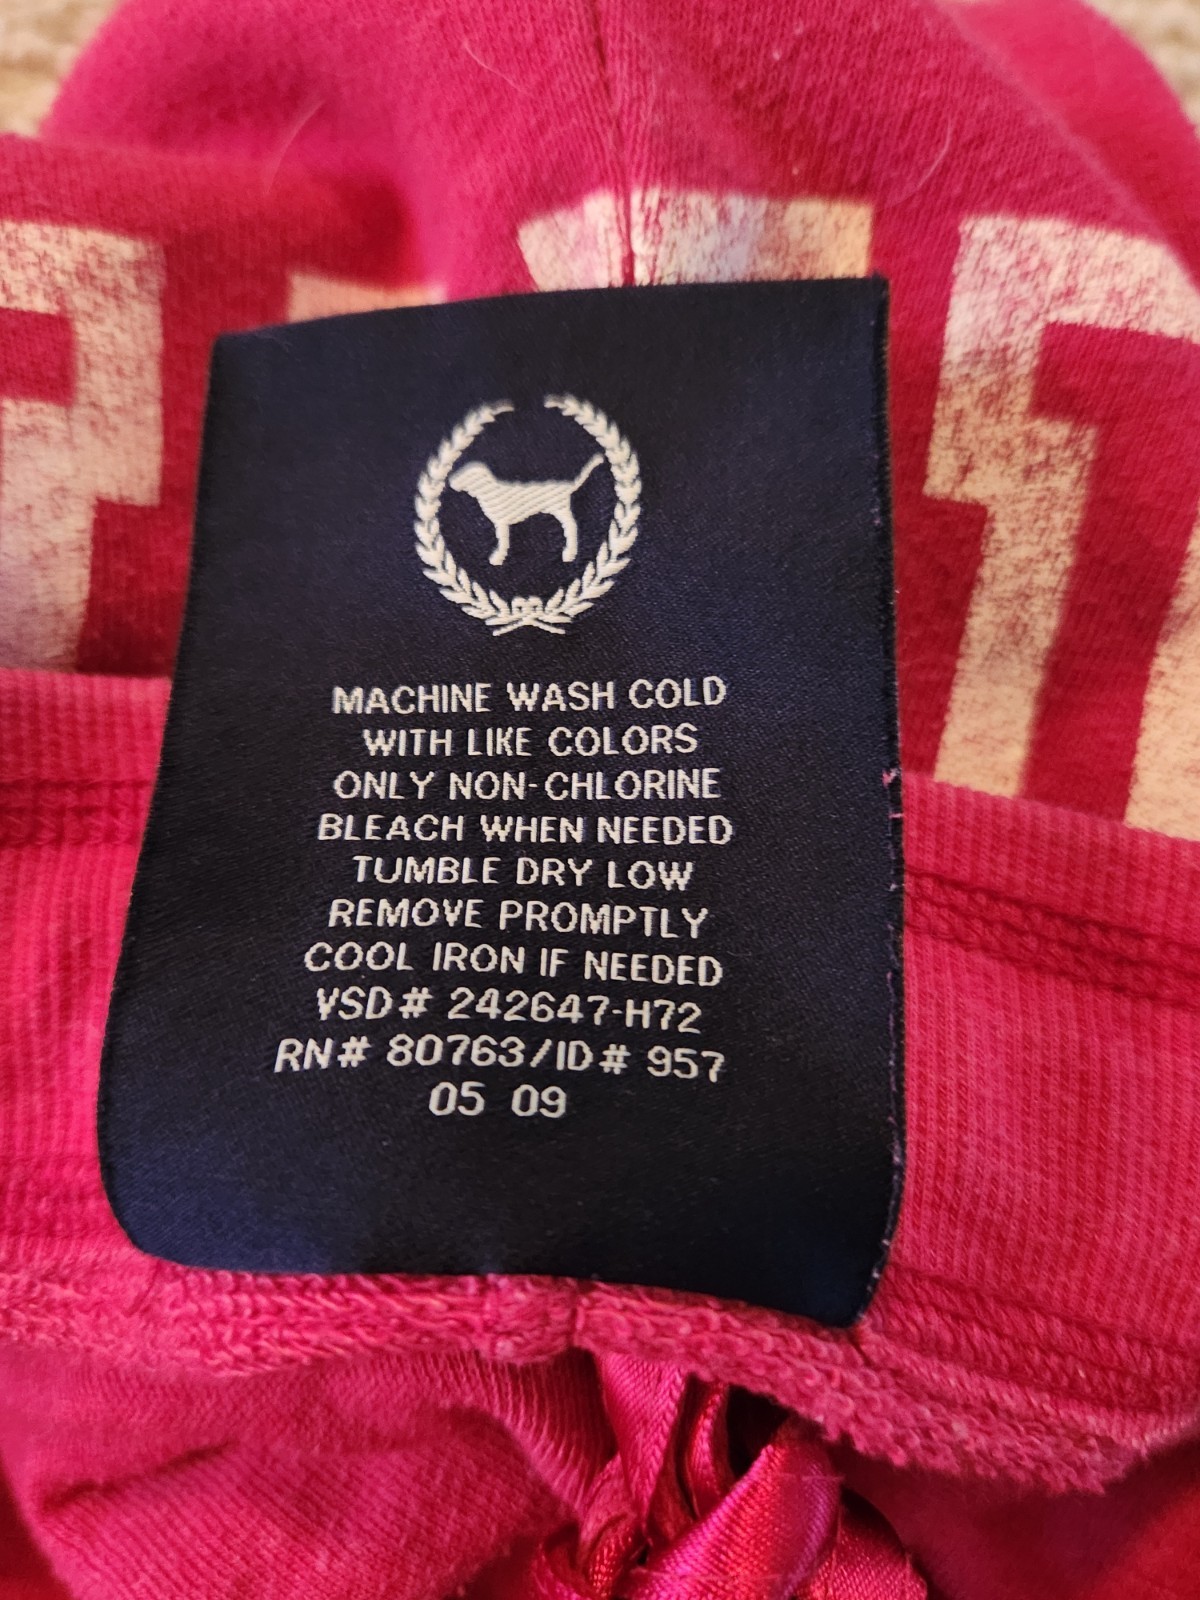 MACHINE WASH COLD
WITH LIKE COLORS
ONLY NON-CHLORINE
BLEACH WHEN NEEDED
TUMBLE DRY LOW
REMOVE PROMPTLY
COOL IRON IF NEEDED
VSD# 242647-H72
RN# 80763/ID# 957
05 09